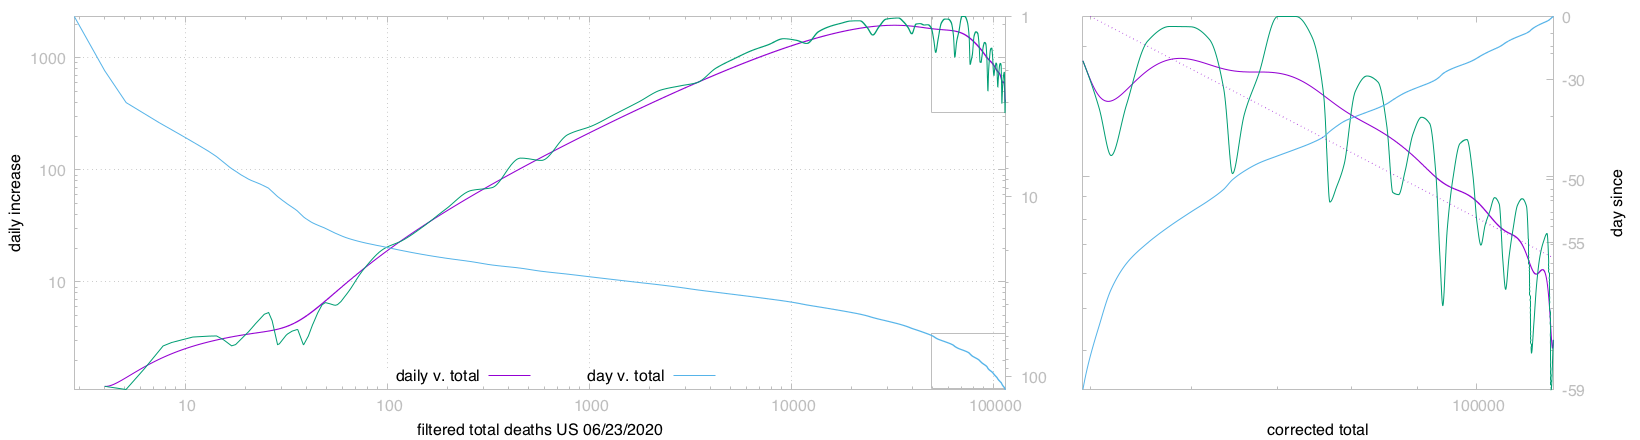 1000
100
10
daily increase
1
10
100
daily v. total
day v. total
10
100
1000
10000
100000
filtered total deaths US 06/23/2020
0
-30
-50
-55
-59
day since
100000
corrected total